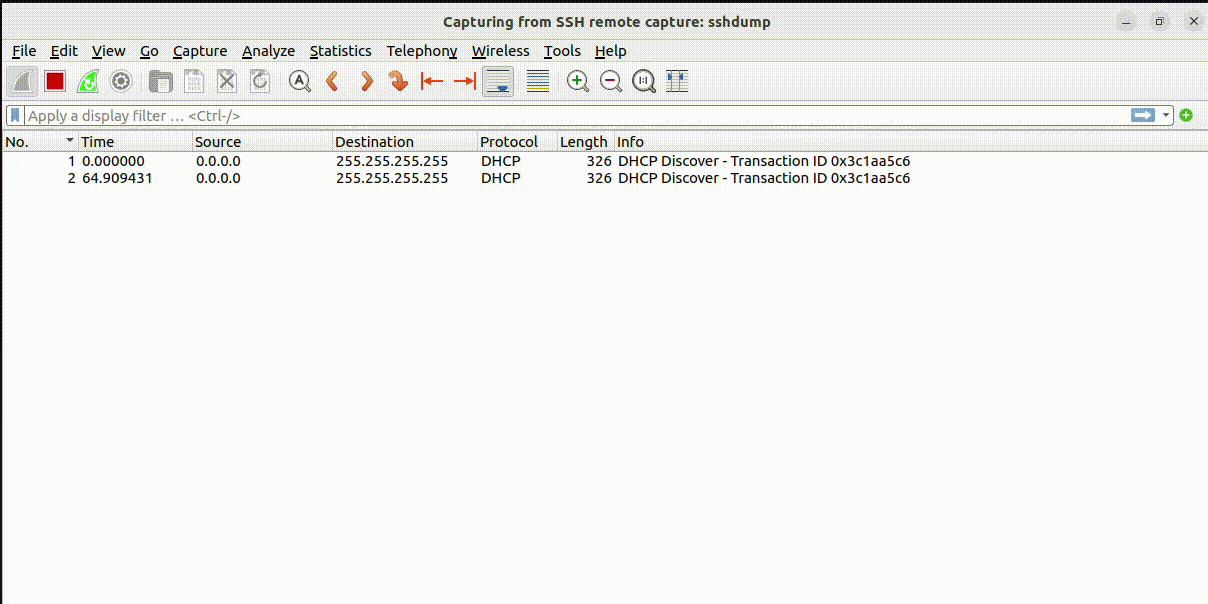 Capturing from SSH remote capture: sshdump
File Edit View Go Capture Analyze Statistics Telephony Wireless Tools Help
Apply a display filter … <Ctrl-/>
No. Time Source Destination Protocol Length Info
1 0.000000 0.0.0.0 255.255.255.255 DHCP 326 DHCP Discover - Transaction ID 0x3c1aa5c6
2 64.909431 0.0.0.0 255.255.255.255 DHCP 326 DHCP Discover - Transaction ID 0x3c1aa5c6